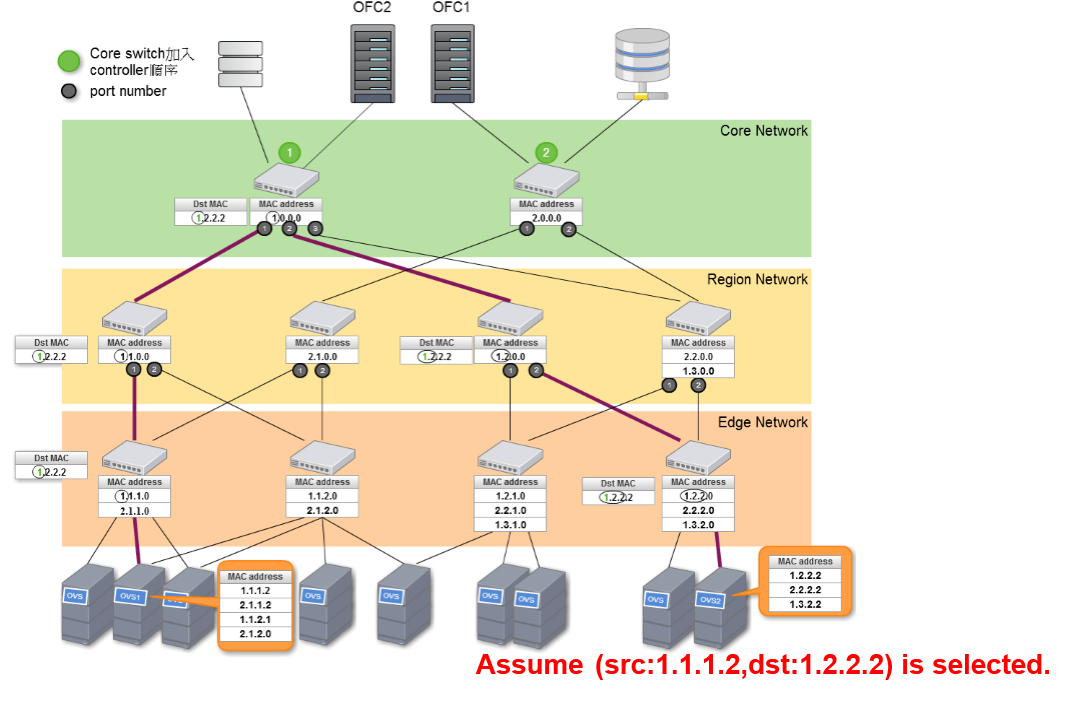 OFC2
OFC1
Core switch加入
controller順序
port number
Core Network
1
2
Dst MAC
1.2.2.2
MAC address
1.0.0.0
MAC address
2.0.0.0
1
2
3
1
2
Region Network
Dst MAC
1.2.2.2
MAC address
1.1.0.0
MAC address
2.1.0.0
Dst MAC
1.2.2.2
MAC address
1.2.0.0
MAC address
2.2.0.0
1.3.0.0
1
2
1
2
1
2
1
2
Edge Network
Dst MAC
1.2.2.2
MAC address
1.1.1.0
2.1.1.0
MAC address
1.1.2.0
2.1.2.0
MAC address
1.2.1.0
2.2.1.0
1.3.1.0
Dst MAC
1.2.2.2
MAC address
1.2.2.0
2.2.2.0
1.3.2.0
OVS
OVS1
MAC address
1.1.1.2
2.1.1.2
1.1.2.1
2.1.2.0
OVS
OVS
OVS
OVS
OVS
OVS2
MAC address
1.2.2.2
2.2.2.2
1.3.2.2
Assume (src:1.1.1.2,dst:1.2.2.2) is selected.